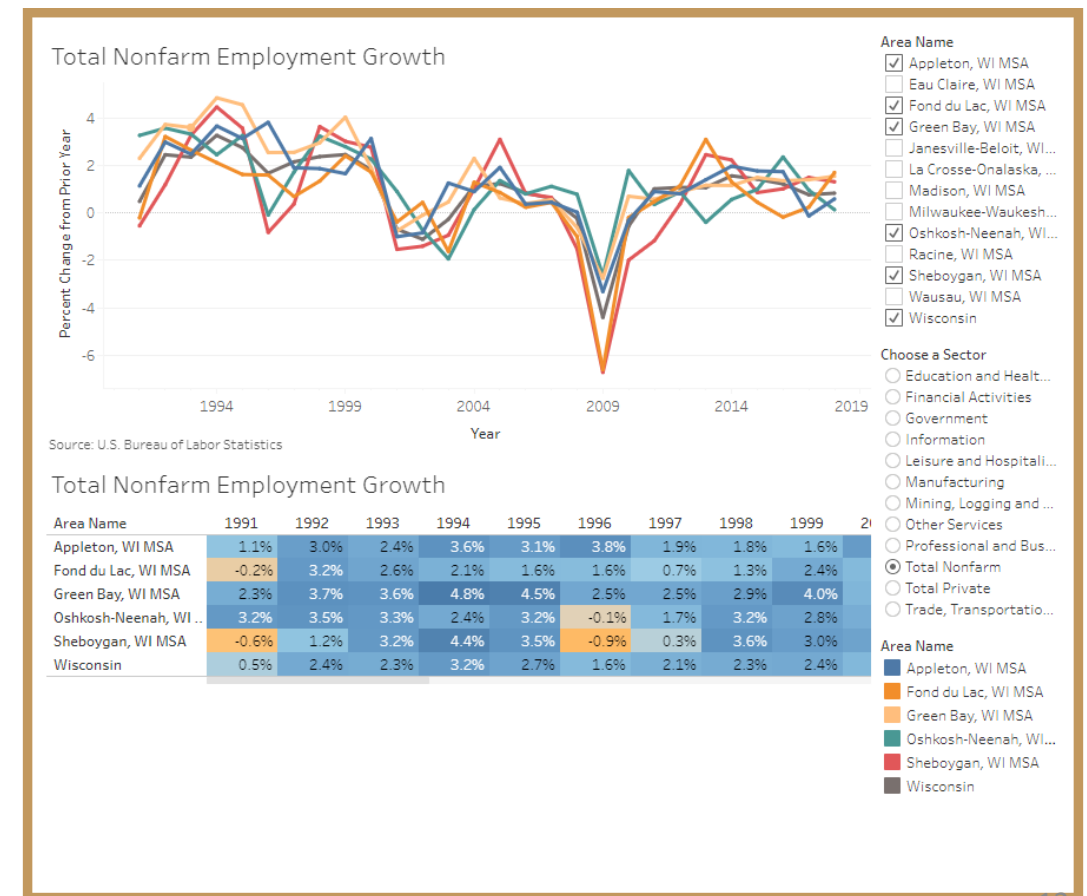 Total Nonfarm Employment Growth
Percent Change from Prior Year
4
2
0
-2
-4
-6
1994 1999 2004 2009 2014 2019
Year
Source: U.S. Bureau of Labor Statistics
Total Nonfarm Employment Growth
Area Name 1991 1992 1993 1994 1995 1996 1997 1998 1999
Appleton, WI MSA 1.1% 3.0% 2.4% 3.6% 3.1% 3.8% 1.9% 1.8% 1.6%
Fond du Lac, WI MSA -0.2% 3.2% 2.6% 2.1% 1.6% 1.6% 0.7% 1.3% 2.4%
Green Bay, WI MSA 2.3% 3.7% 3.6% 4.8% 4.5% 2.5% 2.5% 2.9% 4.0%
Oshkosh-Neenah, WI .. 3.2% 3.5% 3.3% 2.4% 3.2% -0.1% 1.7% 3.2% 2.8%
Sheboygan, WI MSA -0.6% 1.2% 3.2% 4.4% 3.5% -0.9% 0.3% 3.6% 3.0%
Wisconsin 0.5% 2.4% 2.3% 3.2% 2.7% 1.6% 2.1% 2.3% 2.4%
Area Name
Appleton, WI MSA
Eau Claire, WI MSA
Fond du Lac, WI MSA
Green Bay, WI MSA
Janesville-Beloit, WI...
La Crosse-Onalaska, ...
Madison, WI MSA
Milwaukee-Waukesh...
Oshkosh-Neenah, WI...
Racine, WI MSA
Sheboygan, WI MSA
Wausau, WI MSA
Wisconsin
Choose a Sector
Education and Healt...
Financial Activities
Government
Information
Leisure and Hospitali...
Manufacturing
Mining, Logging and ...
Other Services
Professional and Bus...
Total Nonfarm
Total Private
Trade, Transportatio...
Area Name
Appleton, WI MSA
Fond du Lac, WI MSA
Green Bay, WI MSA
Oshkosh-Neenah, WI...
Sheboygan, WI MSA
Wisconsin